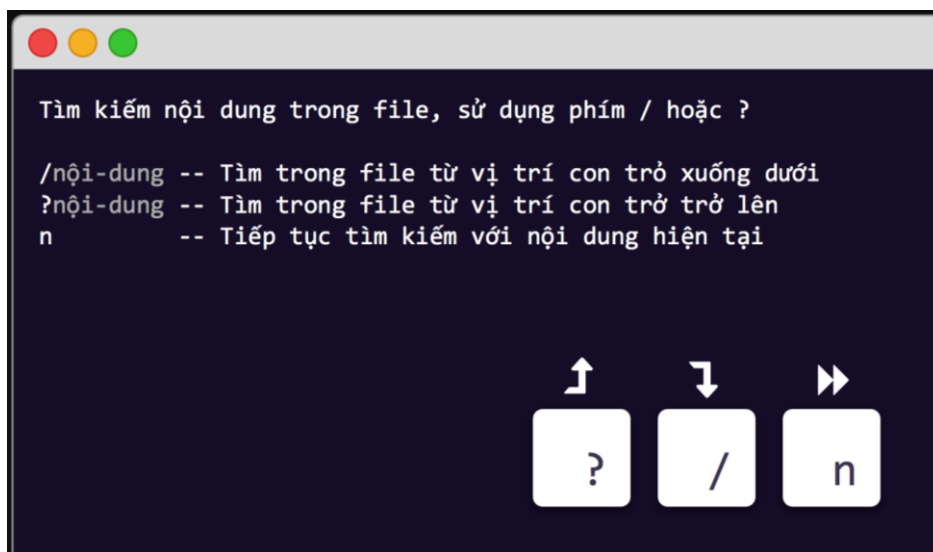 Tìm kiếm nội dung trong file, sử dụng phím / hoặc ?
/nội-dung -- Tìm trong file từ vị trí con trỏ xuống dưới
?nội-dung -- Tìm trong file từ vị trí con trở trở lên
n -- Tiếp tục tìm kiếm với nội dung hiện tại
? / n